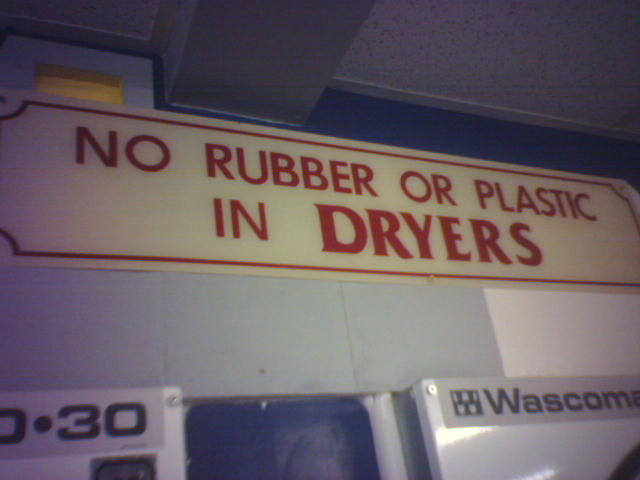 NO RUBBER OR PLASTIC
IN DRYERS
•30
Wascoma